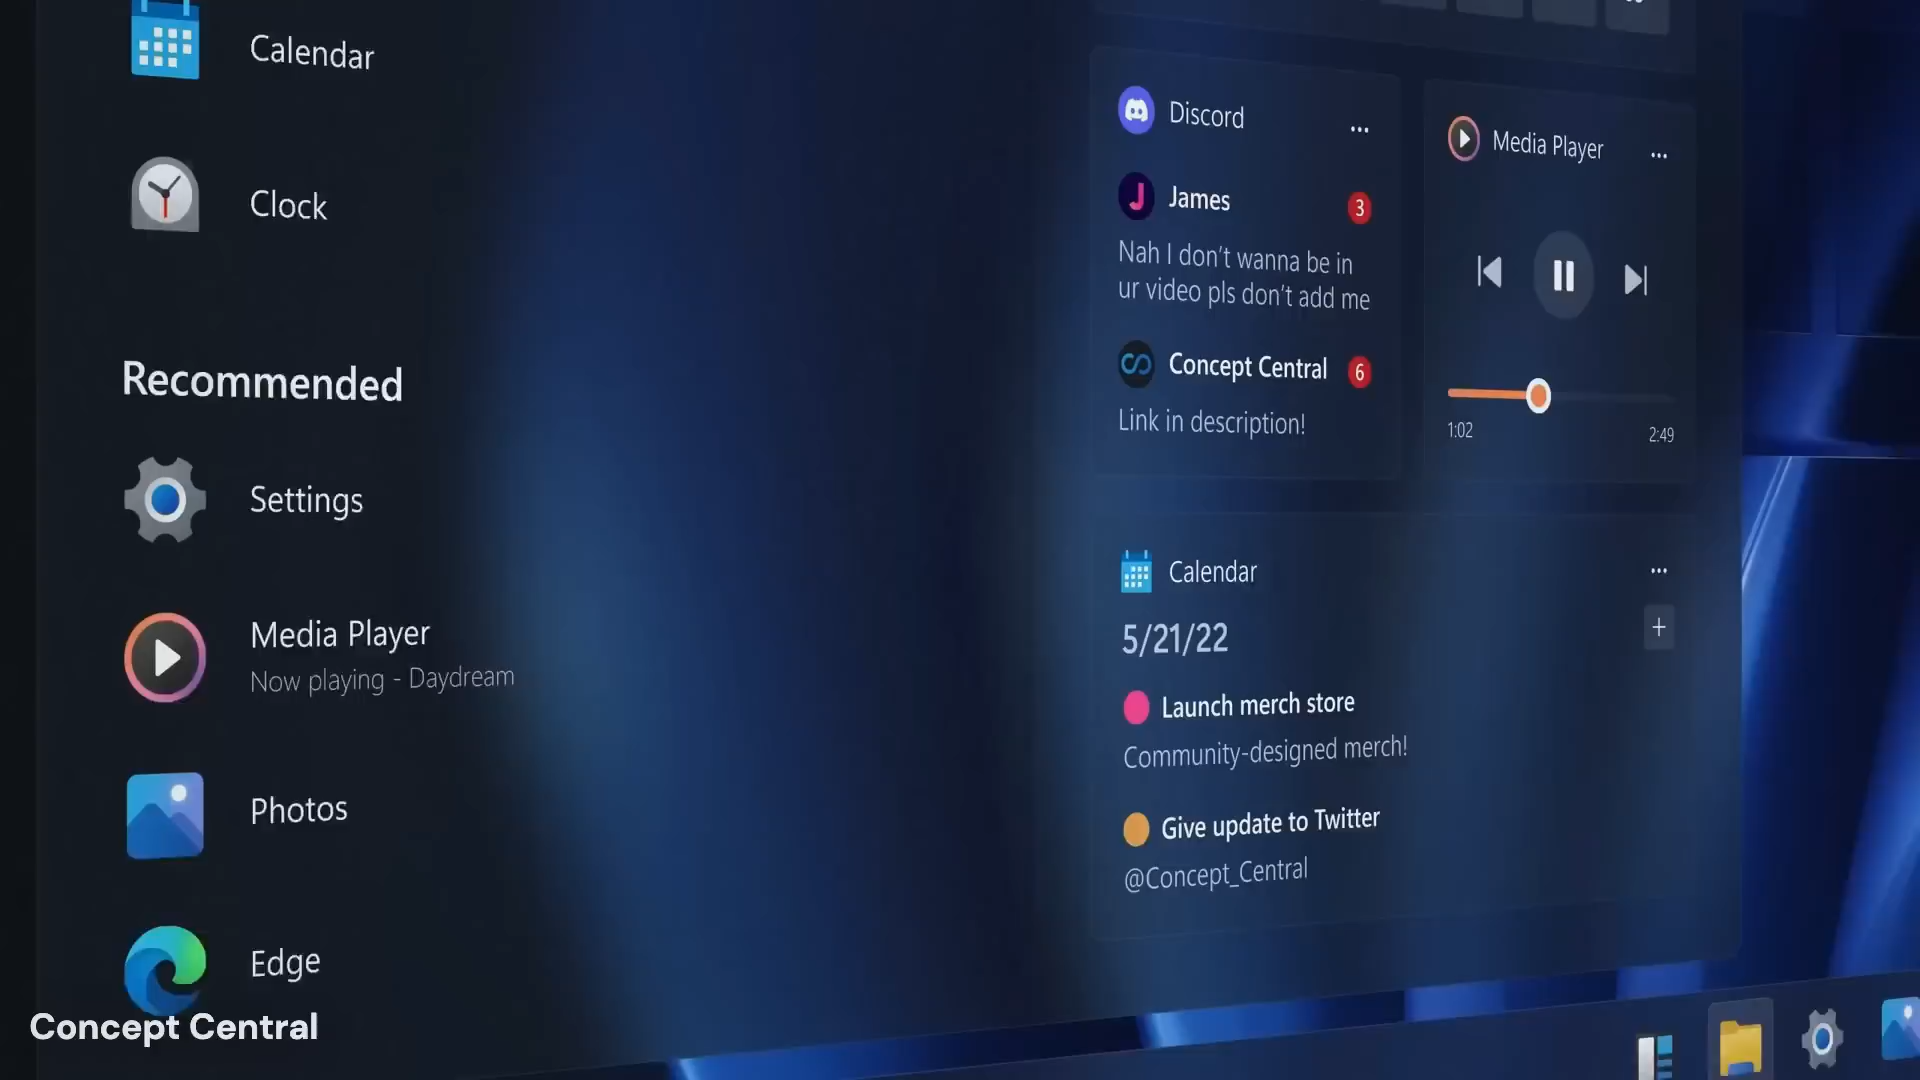 Calendar
Clock
Recommended
Settings
Media Player
Now playing - Daydream
Photos
Edge
Discord
...
James
3
Nah I don't wanna be in
ur video pls don't add me
Concept Central
6
Link in description!
Media Player
...
1:02
2:49
Calendar
...
5/21/22
+
Launch merch store
Community-designed merch!
Give update to Twitter
@Concept_Central
Concept Central